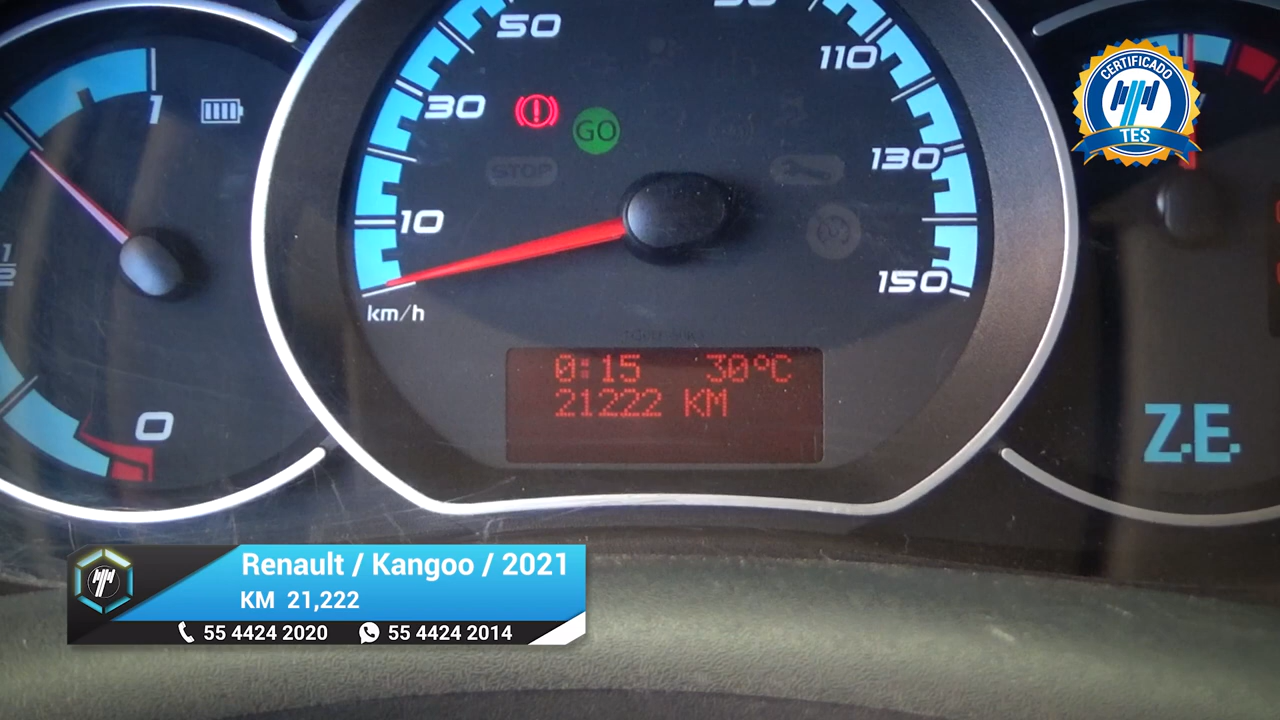 50
110
1
30
GO
STOP
130
10
150
km/h
0:15 30°C
21222 KM
0
Z.E.
CERTIFICADO
TES
Renault / Kangoo / 2021
KM 21,222
55 4424 2020 55 4424 2014